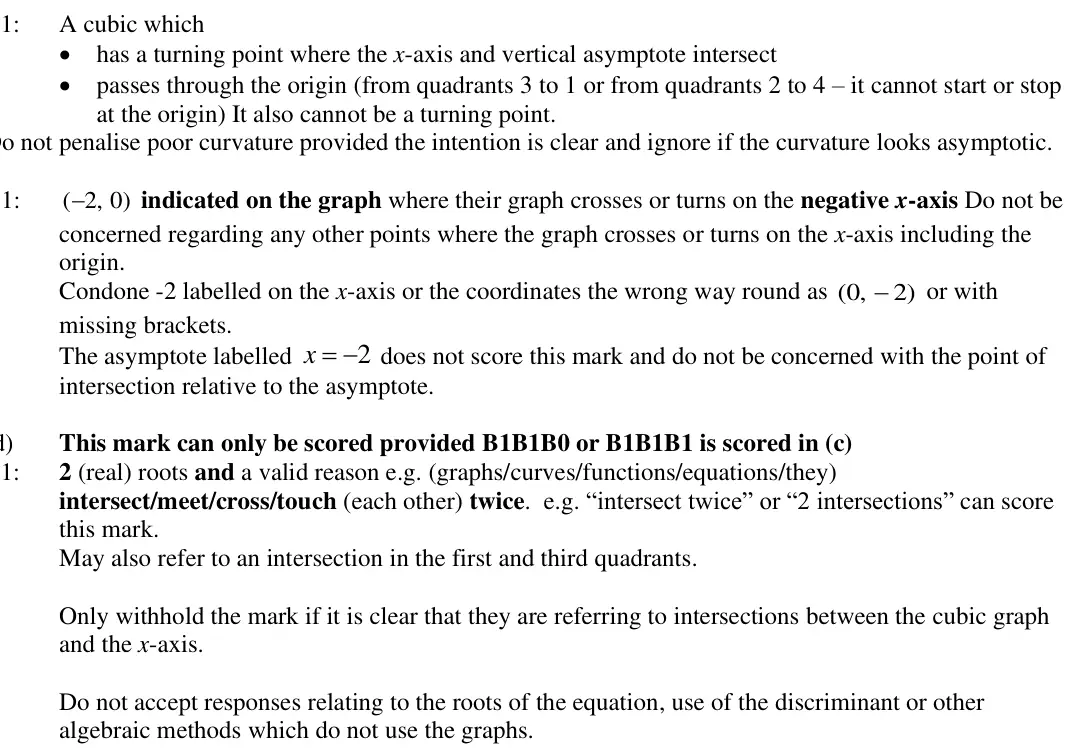 1: A cubic which
• has a turning point where the x-axis and vertical asymptote intersect
• passes through the origin (from quadrants 3 to 1 or from quadrants 2 to 4 – it cannot start or stop
at the origin) It also cannot be a turning point.
o not penalise poor curvature provided the intention is clear and ignore if the curvature looks asymptotic.
1: (–2, 0) indicated on the graph where their graph crosses or turns on the negative x-axis Do not be
concerned regarding any other points where the graph crosses or turns on the x-axis including the
origin.
Condone -2 labelled on the x-axis or the coordinates the wrong way round as (0, – 2) or with
missing brackets.
The asymptote labelled x = –2 does not score this mark and do not be concerned with the point of
intersection relative to the asymptote.
) This mark can only be scored provided B1B1B0 or B1B1B1 is scored in (c)
1: 2 (real) roots and a valid reason e.g. (graphs/curves/functions/equations/they)
intersect/meet/cross/touch (each other) twice. e.g. “intersect twice” or “2 intersections” can score
this mark.
May also refer to an intersection in the first and third quadrants.
Only withhold the mark if it is clear that they are referring to intersections between the cubic graph
and the x-axis.
Do not accept responses relating to the roots of the equation, use of the discriminant or other
algebraic methods which do not use the graphs.